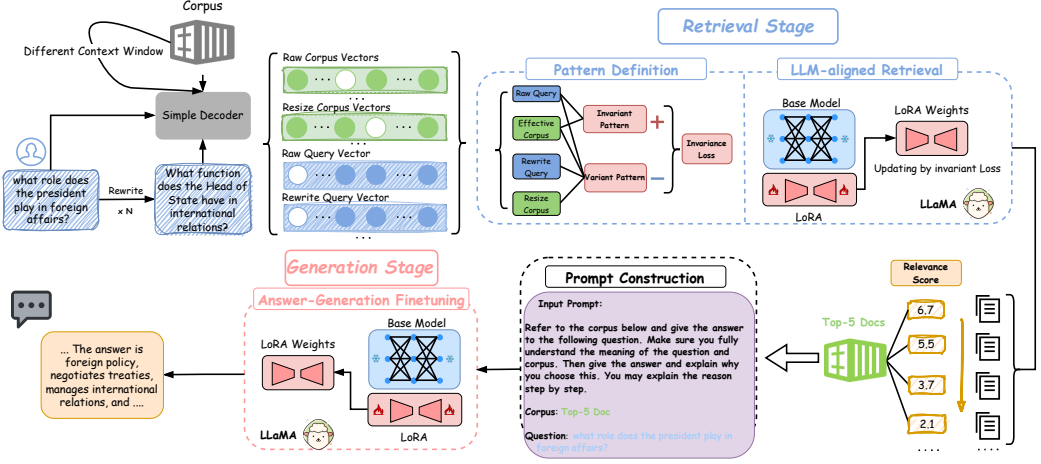 Corpus
Different Context Window
Simple Decoder
what role does
the president
play in foreign
affairs?
Rewrite
x N
What function
does the Head of
State have in
international
relations?
Raw Corpus Vectors
...
...
...
Resize Corpus Vectors
...
...
Raw Query Vector
...
...
Rewrite Query Vector
...
...
....
Retrieval Stage
Pattern Definition
Raw Query
Effective
Corpus
Rewrite
Query
Resize
Corpus
Invariant
Pattern
Variant Pattern
+
−
Invariance
Loss
LLM-aligned Retrieval
Base Model
LoRA
LoRA Weights
Updating by invariant Loss
LLaMA
Relevance
Score
6.7
5.5
3.7
2.1
....
....
Top-5 Docs
Prompt Construction
Input Prompt:
Refer to the corpus below and give the answer
to the following question. Make sure you fully
understand the meaning of the question and
corpus. Then give the answer and explain why
you choose this. You may explain the reason
step by step.
Corpus: Top-5 Doc
Question: what role does the president play in
foreign affairs?
Generation Stage
Answer-Generation Finetuning
Base Model
LoRA Weights
LoRA
LLaMA
... The answer is
foreign policy,
negotiates treaties,
manages international
relations, and ....